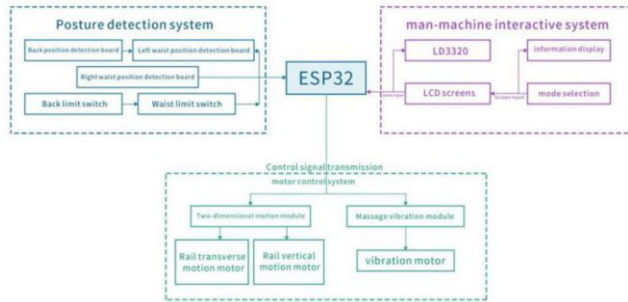 Posture detection system
Back position detection board
Left waist position detection board
Right waist position detection board
Back limit switch
Waist limit switch
ESP32
man-machine interactive system
LD3320
information display
LCD screens
mode selection
Control signal transmission
motor control system
Two-dimensional motion module
Massage vibration module
Rail transverse
motion motor
Rail vertical
motion motor
vibration motor